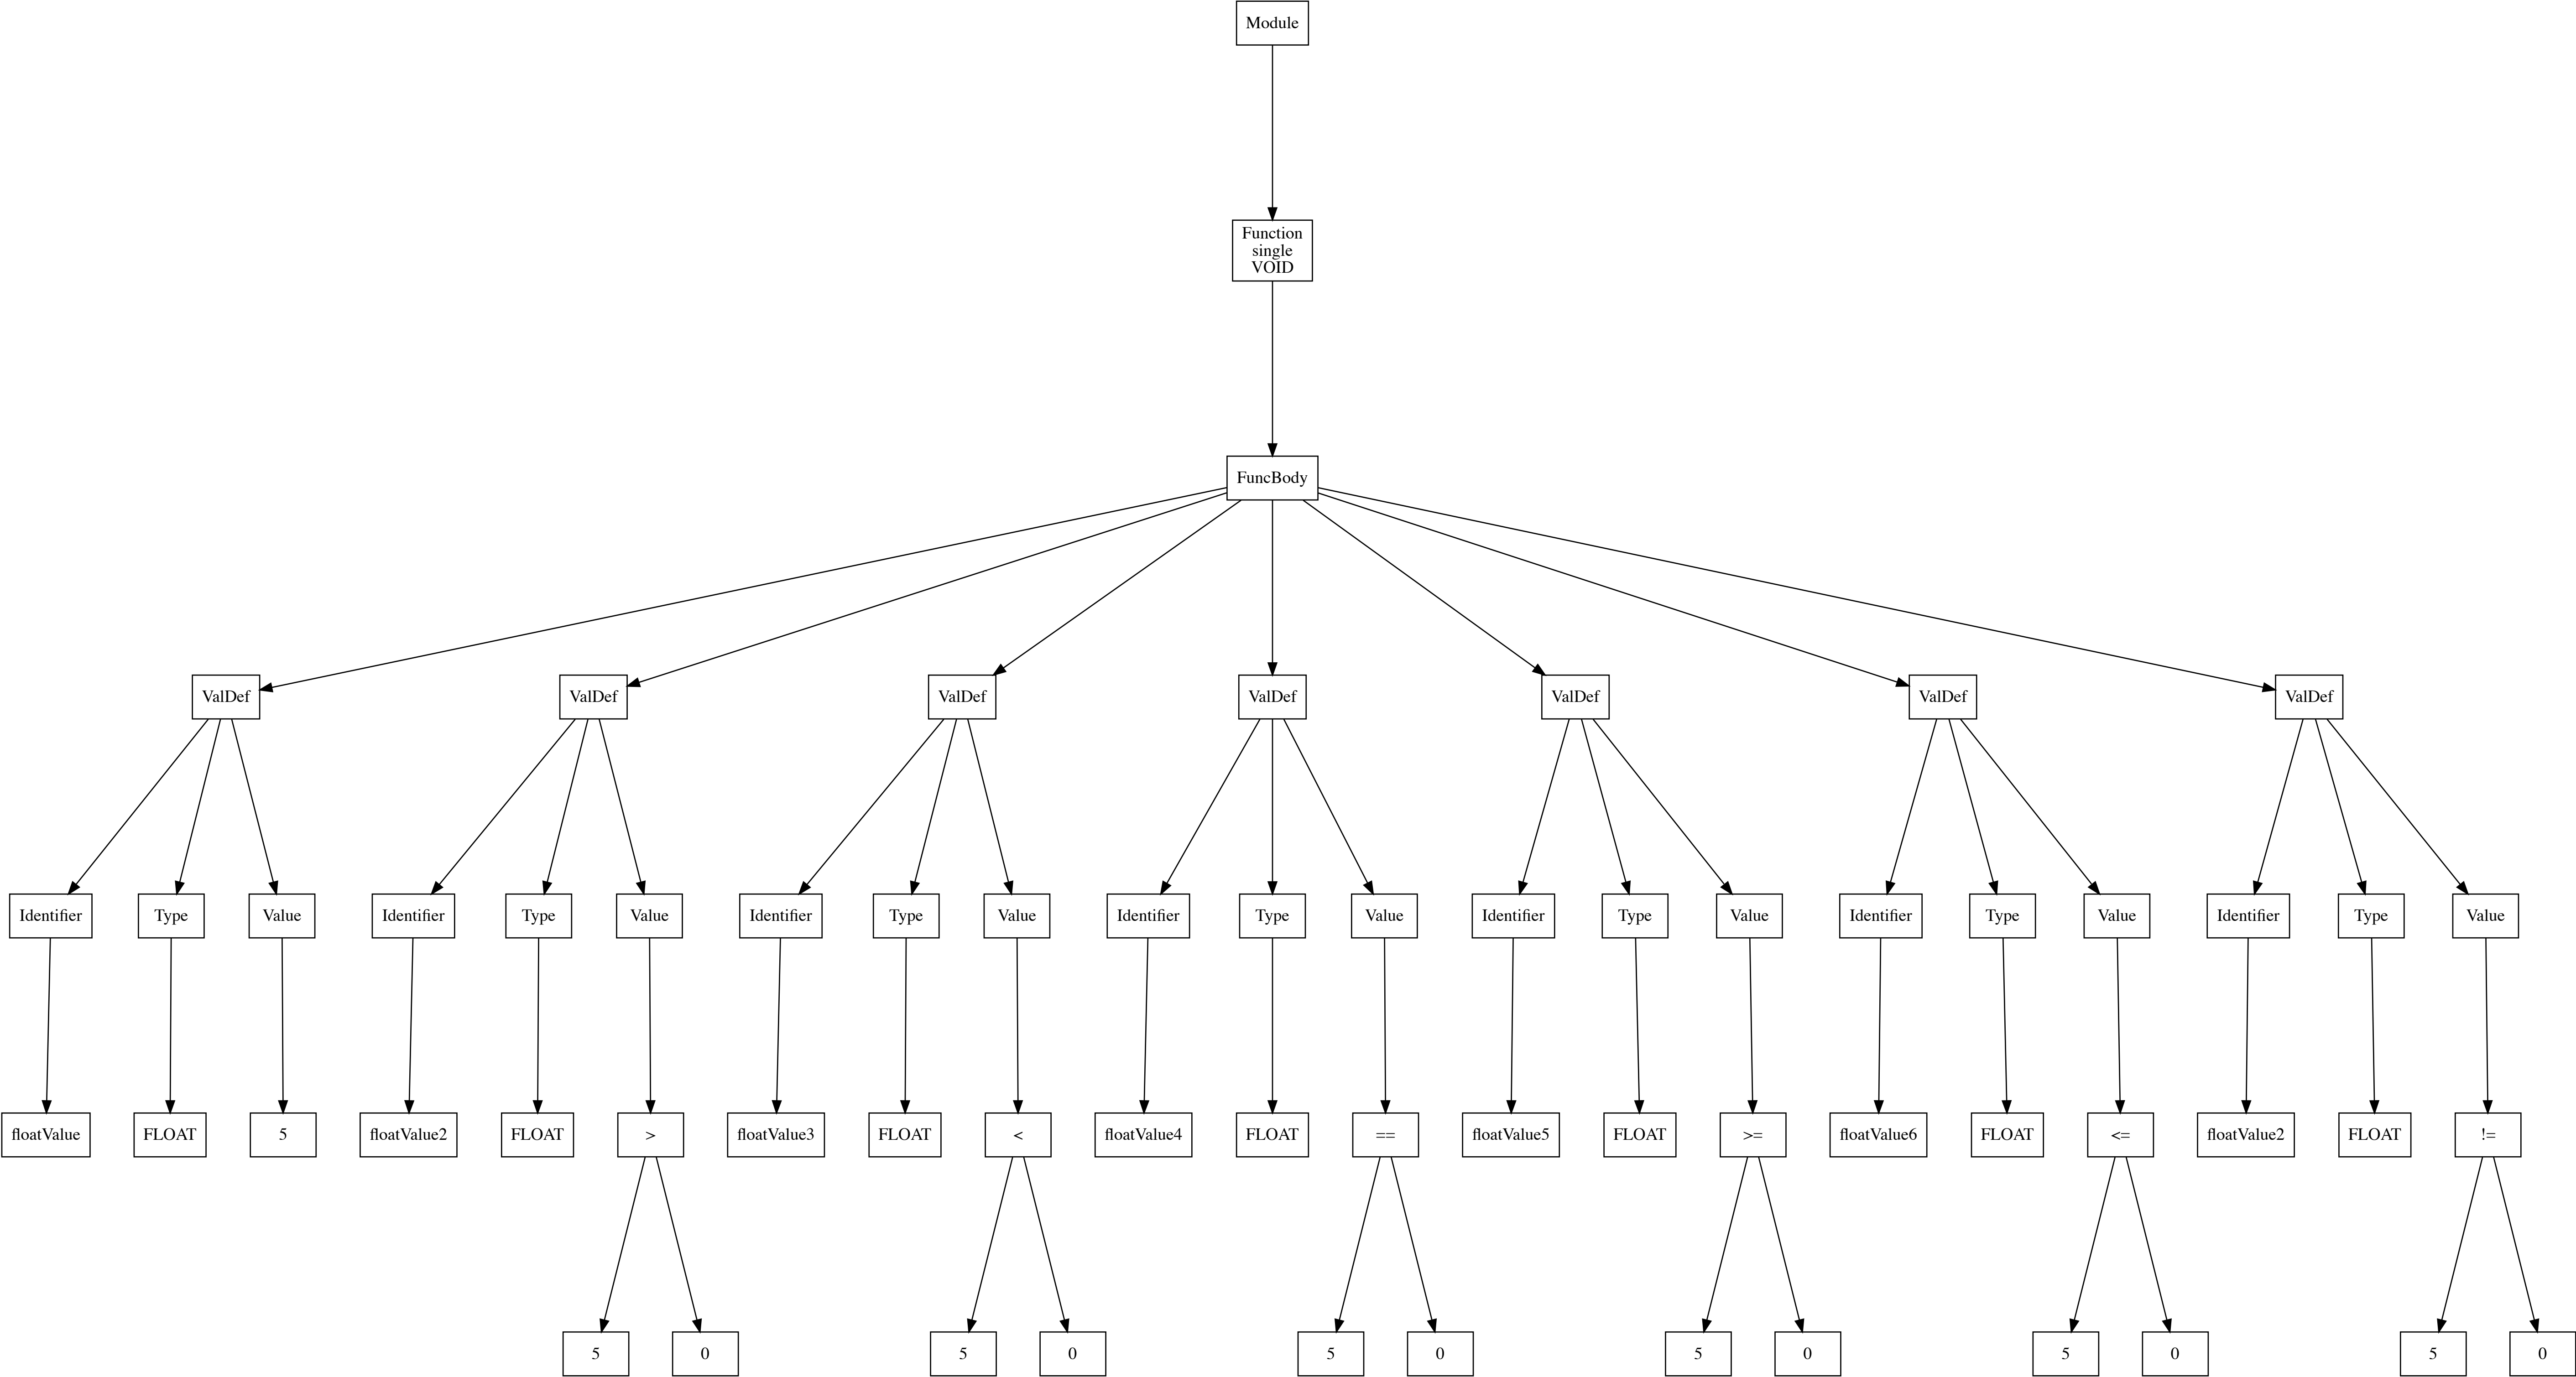 Module
Function
single
VOID
FuncBody
ValDef ValDef ValDef ValDef ValDef ValDef ValDef
Identifier Type Value Identifier Type Value Identifier Type Value Identifier Type Value Identifier Type Value Identifier Type Value Identifier Type Value
floatValue FLOAT 5 floatValue2 FLOAT > floatValue3 FLOAT < floatValue4 FLOAT == floatValue5 FLOAT >= floatValue6 FLOAT <= floatValue2 FLOAT !=
5 0 5 0 5 0 5 0 5 0 5 0